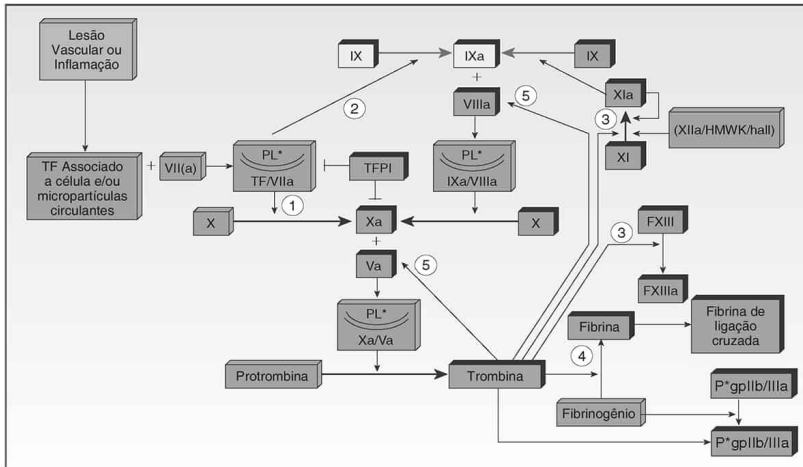 Lesão
Vascular ou
Inflamação
IX
IXa
IX
+
2
VIIIa
5
XIa
3
(XIIa/HMWK/hall)
XI
TF Associado
a célula e/ou
micropartículas
circulantes
+
VII(a)
PL*
TF/VIIa
TFPI
PL*
IXa/VIIIa
1
X
Xa
X
+
Va
5
3
FXIII
FXIIIa
PL*
Xa/Va
Fibrina
Fibrina de
ligação
cruzada
4
Protrombina
Trombina
Fibrinogênio
P*gpIIb/IIIa
P*gpIIb/IIIa